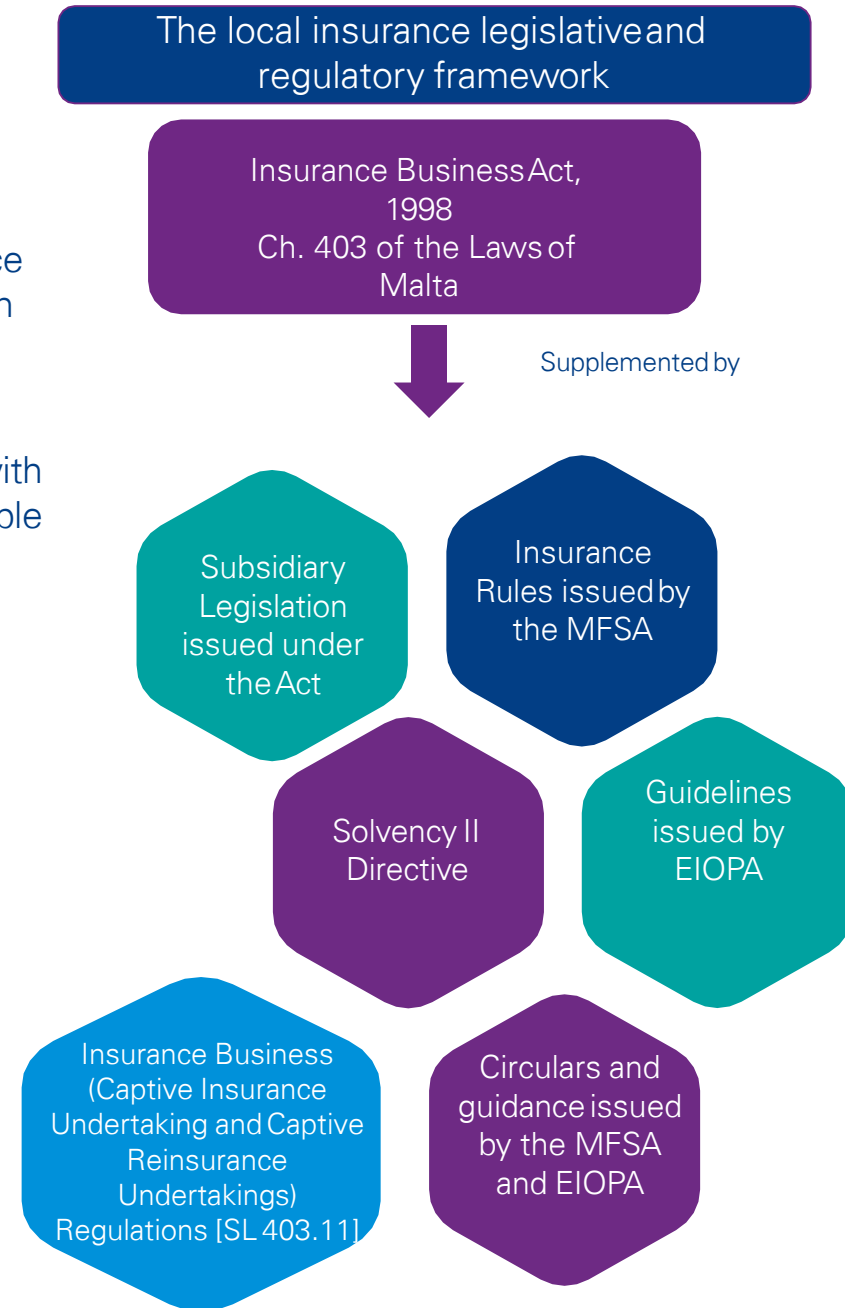 The local insurance legislative and
regulatory framework
Insurance Business Act,
1998
Ch. 403 of the Laws of
Malta
Supplemented by
Subsidiary
Legislation
issued under
the Act
Insurance
Rules issued by
the MFSA
Solvency II
Directive
Guidelines
issued by
EIOPA
Insurance Business
(Captive Insurance
Undertaking and Captive
Reinsurance
Undertakings)
Regulations [SL 403.11]
Circulars and
guidance issued
by the MFSA
and EIOPA